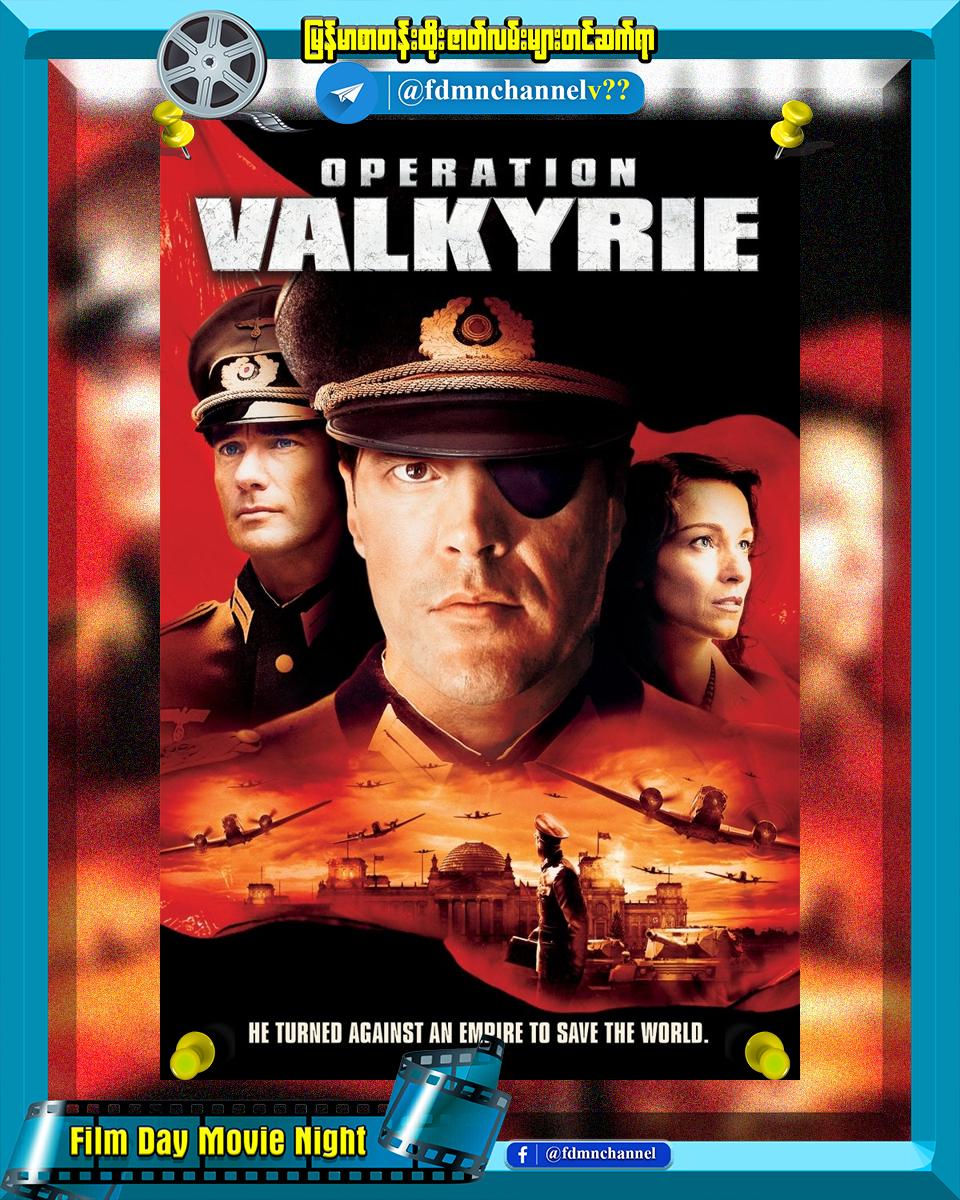 မြန်မာစာတန်းထိုးဇာတ်လမ်းများတင်ဆက်ရာ
@fdmnchannelv??
OPERATION
VALKYRIE
HE TURNED AGAINST AN EMPIRE TO SAVE THE WORLD.
Film Day Movie Night
@fdmnchannel